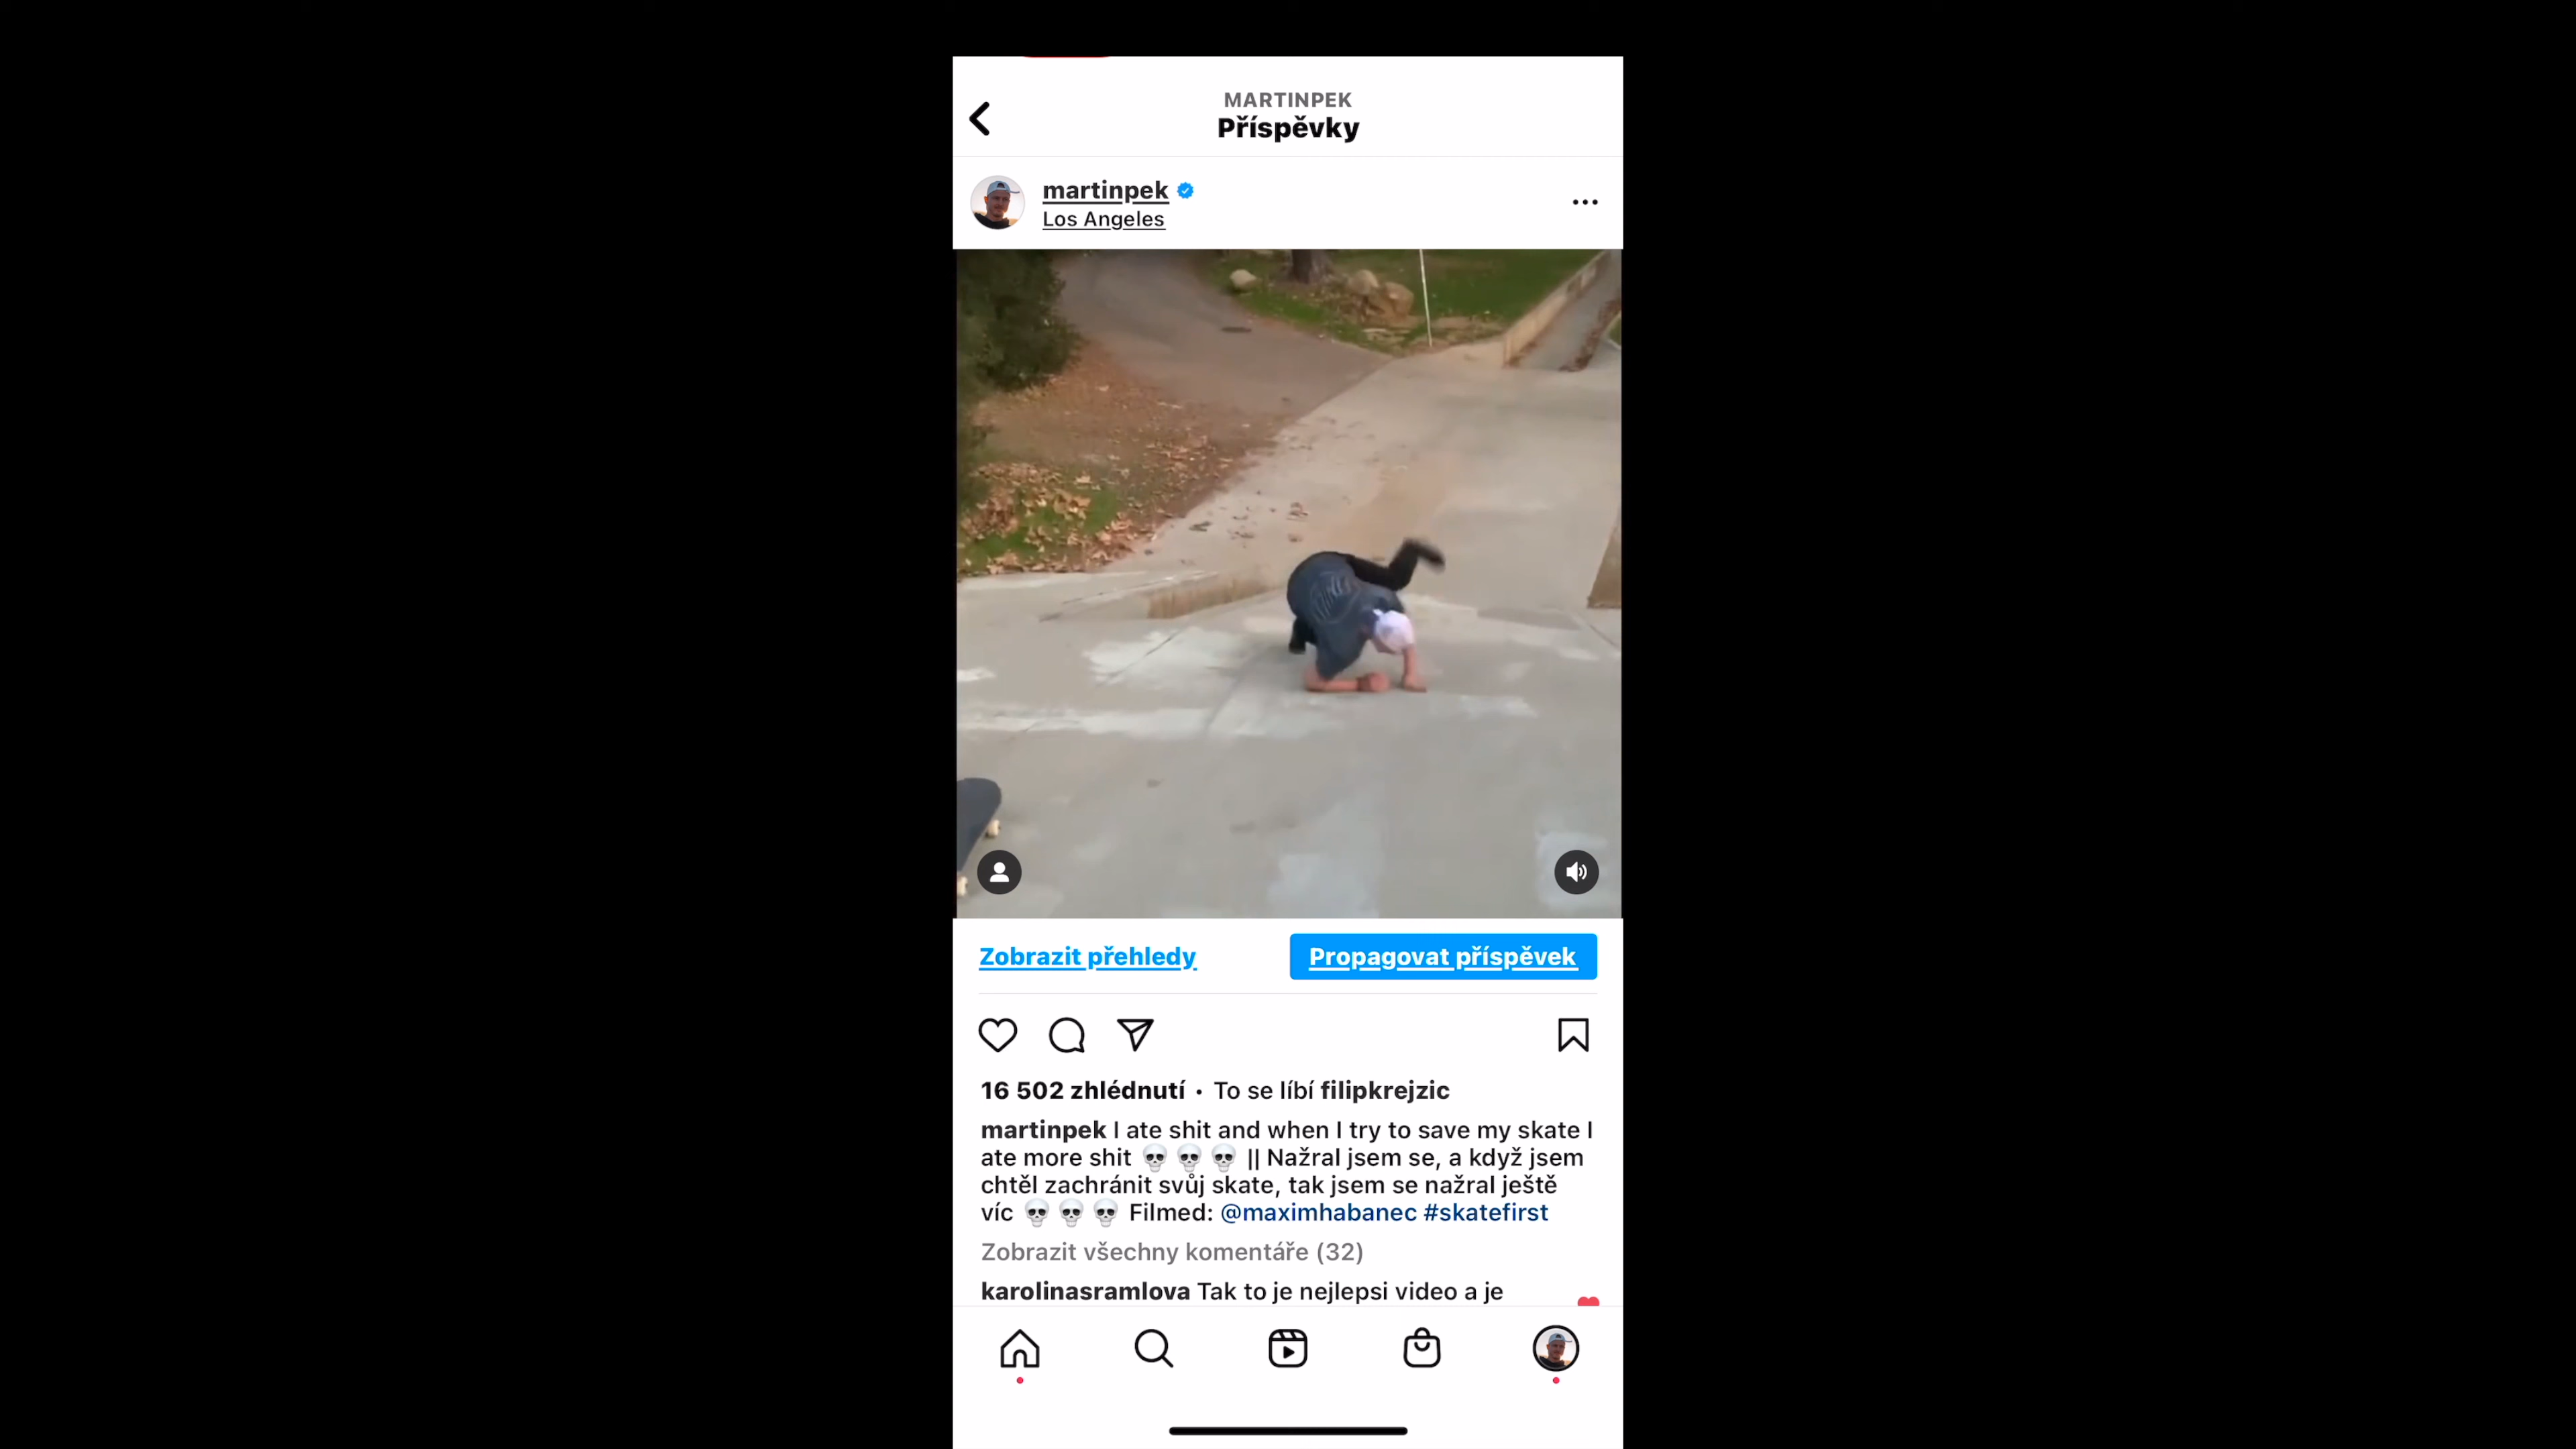 MARTINPEK
Příspěvky
martinpek
Los Angeles
Zobrazit přehledy
Propagovat příspěvek
16 502 zhlédnutí • To se líbí filipkrejzic
martinpek I ate shit and when I try to save my skate I
ate more shit 💀 💀 💀 || Nažral jsem se, a když jsem
chtěl zachránit svůj skate, tak jsem se nažral ještě
víc 💀 💀 💀 Filmed: @maximhabanec #skatefirst
Zobrazit všechny komentáře (32)
karolinasramlova Tak to je nejlepsi video a je